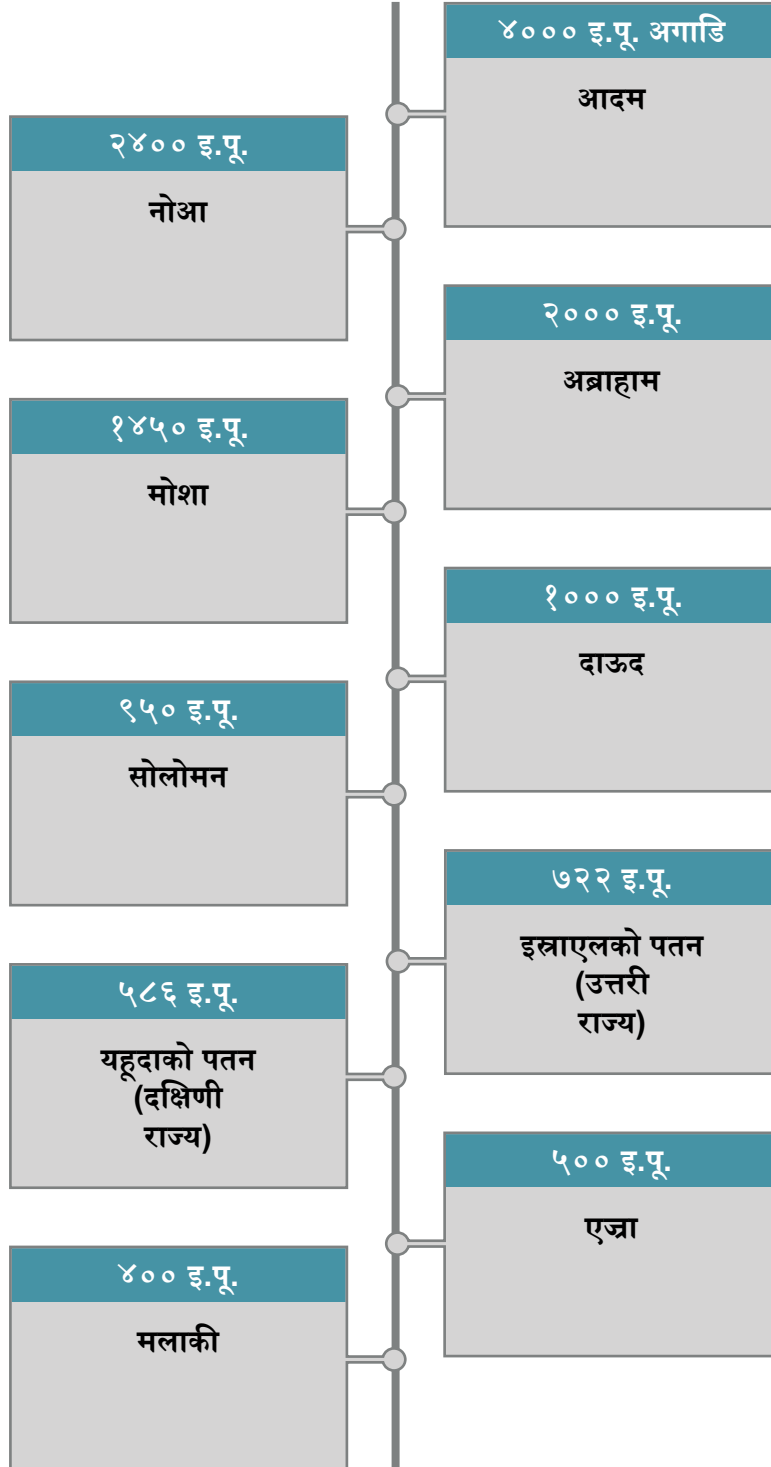 ४००० इ.पू. अगाडि
आदम
२४०० इ.पू.
नोआ
२००० इ.पू.
अब्राहाम
१४५० इ.पू.
मोशा
१००० इ.पू.
दाऊद
९५० इ.पू.
सोलोमन
७२२ इ.पू.
इस्राएलको पतन
(उत्तरी
राज्य)
५८६ इ.पू.
यहूदाको पतन
(दक्षिणी
राज्य)
५०० इ.पू.
एज्रा
४०० इ.पू.
मलाकी